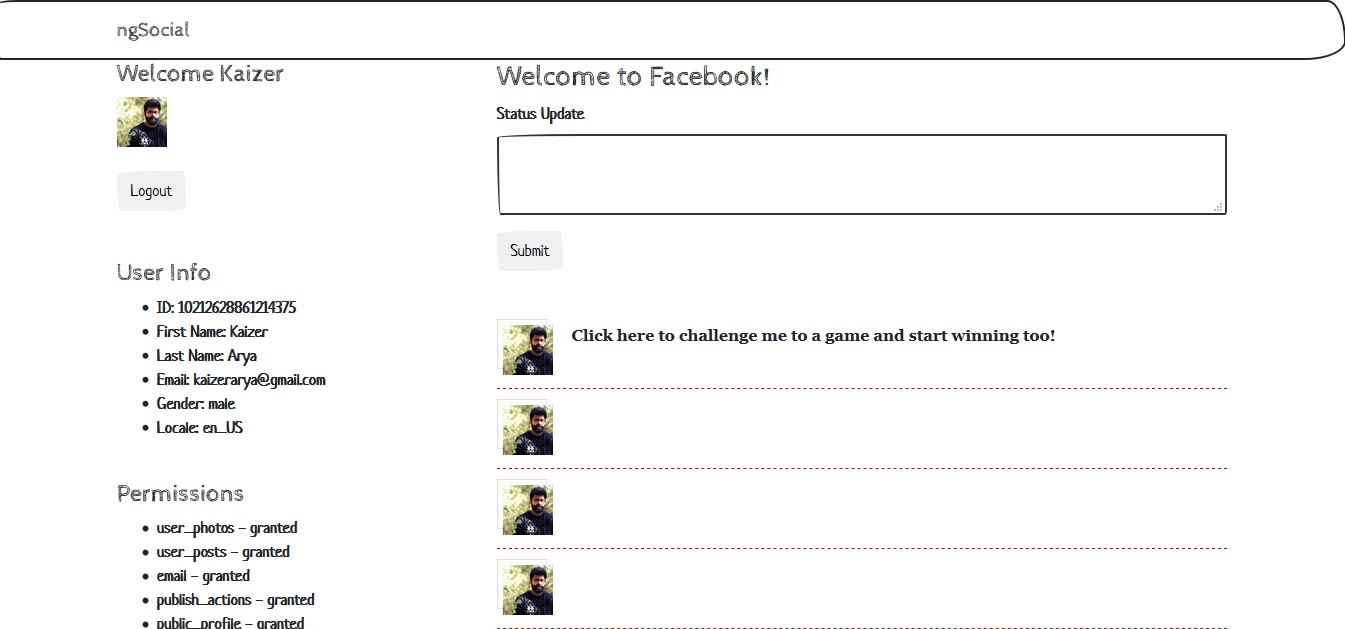 ngSocial
Welcome Kaizer
Logout
User Info
ID: 10212628861214375
First Name: Kaizer
Last Name: Arya
Email: kaizerarya@gmail.com
Gender: male
Locale: en_US
Permissions
user_photos - granted
user_posts - granted
email - granted
publish_actions - granted
public_profile - granted
Welcome to Facebook!
Status Update
Submit
Click here to challenge me to a game and start winning too!